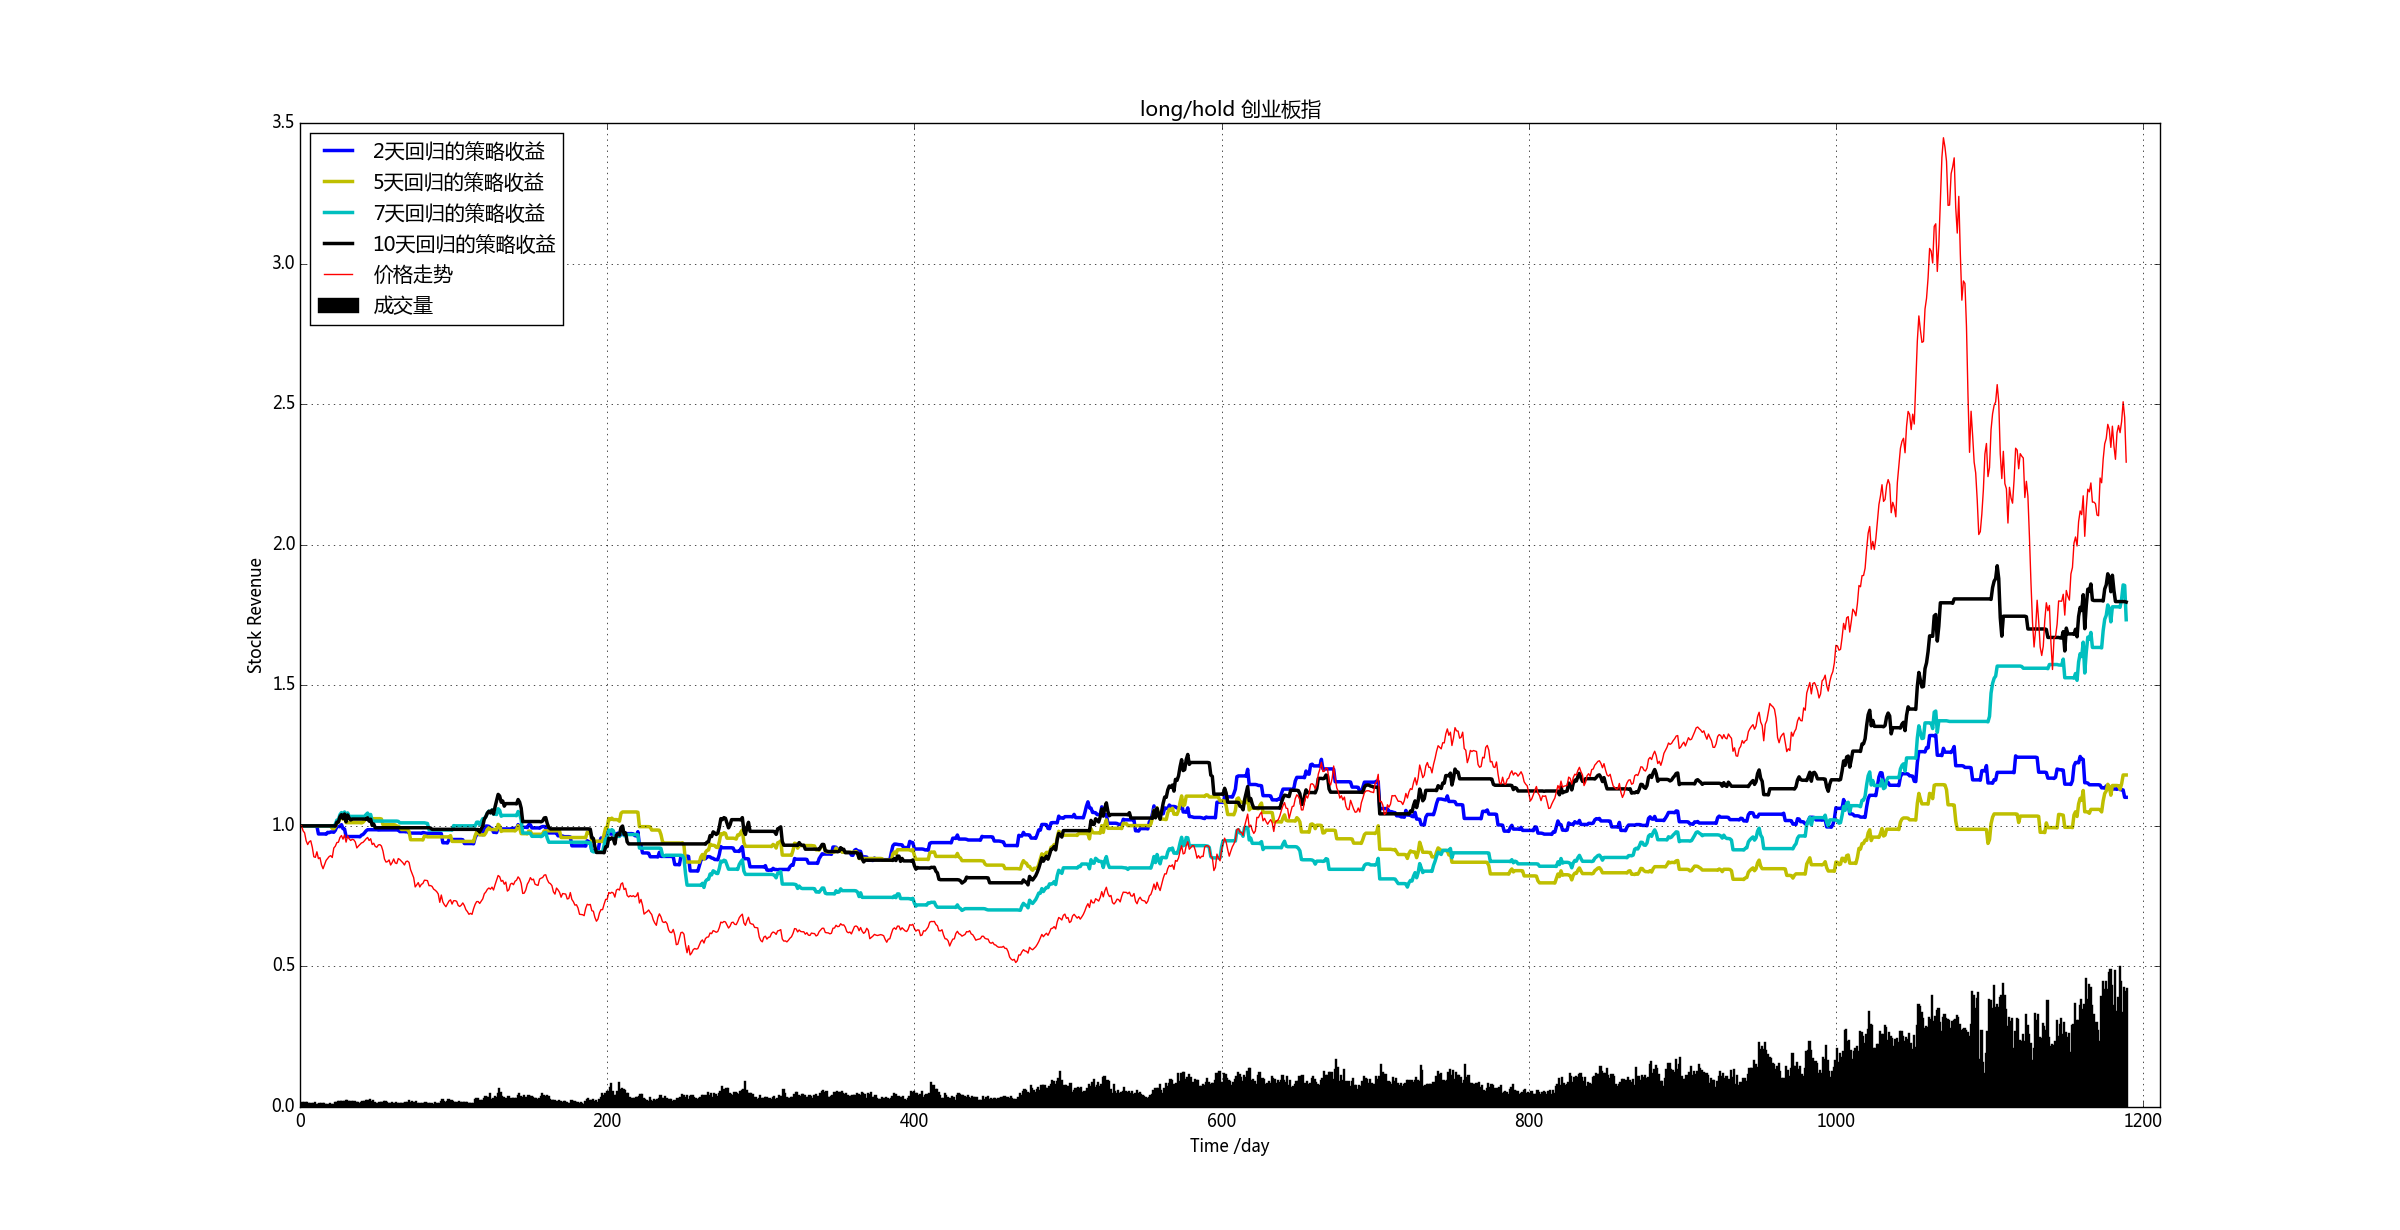 long/hold 创业板指
3.5
3.0
2.5
2.0
1.5
1.0
0.5
0.0
2天回归的策略收益
5天回归的策略收益
7天回归的策略收益
10天回归的策略收益
价格走势
成交量
Stock Revenue
0
200
400
600
800
1000
1200
Time /day